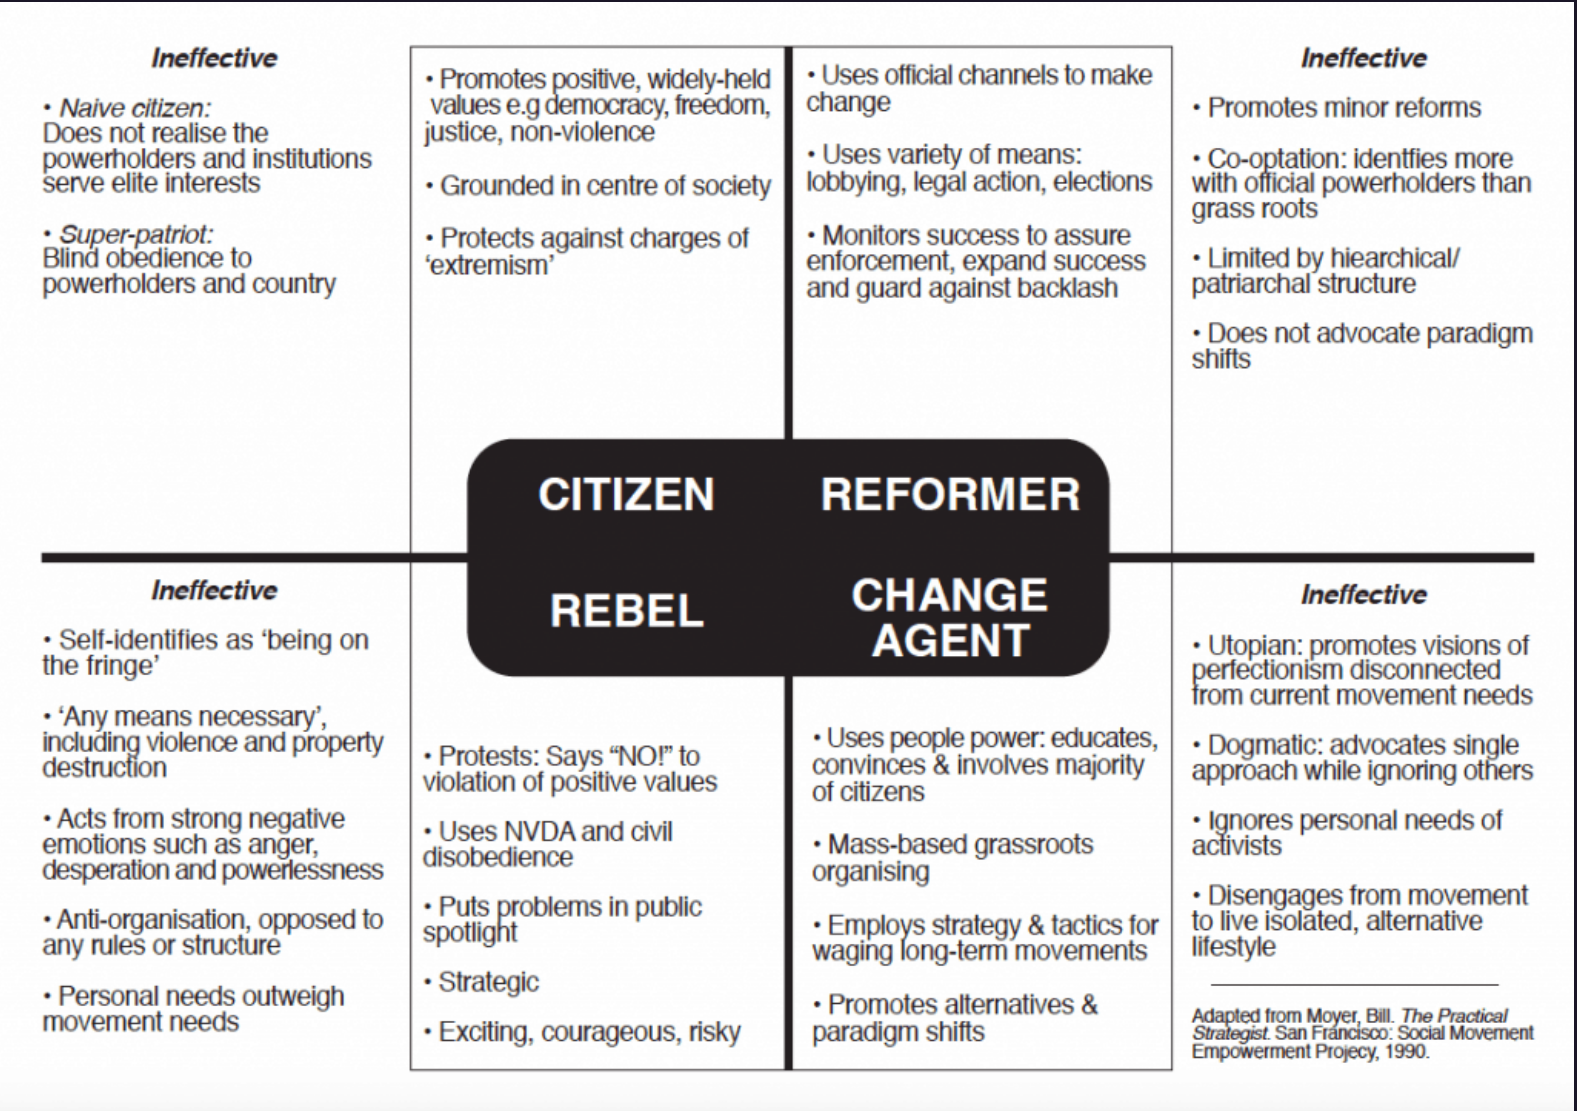 Ineffective
• Naive citizen:
Does not realise the
powerholders and institutions
serve elite interests
• Super-patriot:
Blind obedience to
powerholders and country
• Promotes positive, widely-held
values e.g democracy, freedom,
justice, non-violence
• Grounded in centre of society
• Protects against charges of
‘extremism’
• Uses official channels to make
change
• Uses variety of means:
lobbying, legal action, elections
• Monitors success to assure
enforcement, expand success
and guard against backlash
Ineffective
• Promotes minor reforms
• Co-optation: identfies more
with official powerholders than
grass roots
• Limited by hiearchical/
patriarchal structure
• Does not advocate paradigm
shifts
CITIZEN
REFORMER
REBEL
CHANGE
AGENT
Ineffective
• Self-identifies as ‘being on
the fringe’
• ‘Any means necessary’,
including violence and property
destruction
• Acts from strong negative
emotions such as anger,
desperation and powerlessness
• Anti-organisation, opposed to
any rules or structure
• Personal needs outweigh
movement needs
• Protests: Says “NO!” to
violation of positive values
• Uses NVDA and civil
disobedience
• Puts problems in public
spotlight
• Strategic
• Exciting, courageous, risky
• Uses people power: educates,
convinces & involves majority
of citizens
• Mass-based grassroots
organising
• Employs strategy & tactics for
waging long-term movements
• Promotes alternatives &
paradigm shifts
Ineffective
• Utopian: promotes visions of
perfectionism disconnected
from current movement needs
• Dogmatic: advocates single
approach while ignoring others
• Ignores personal needs of
activists
• Disengages from movement
to live isolated, alternative
lifestyle
Adapted from Moyer, Bill. The Practical
Strategist. San Francisco: Social Movement
Empowerment Projecy, 1990.